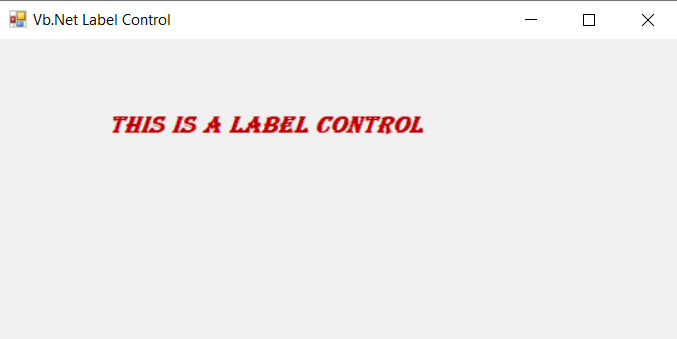 Vb.Net Label Control
THIS IS A LABEL CONTROL